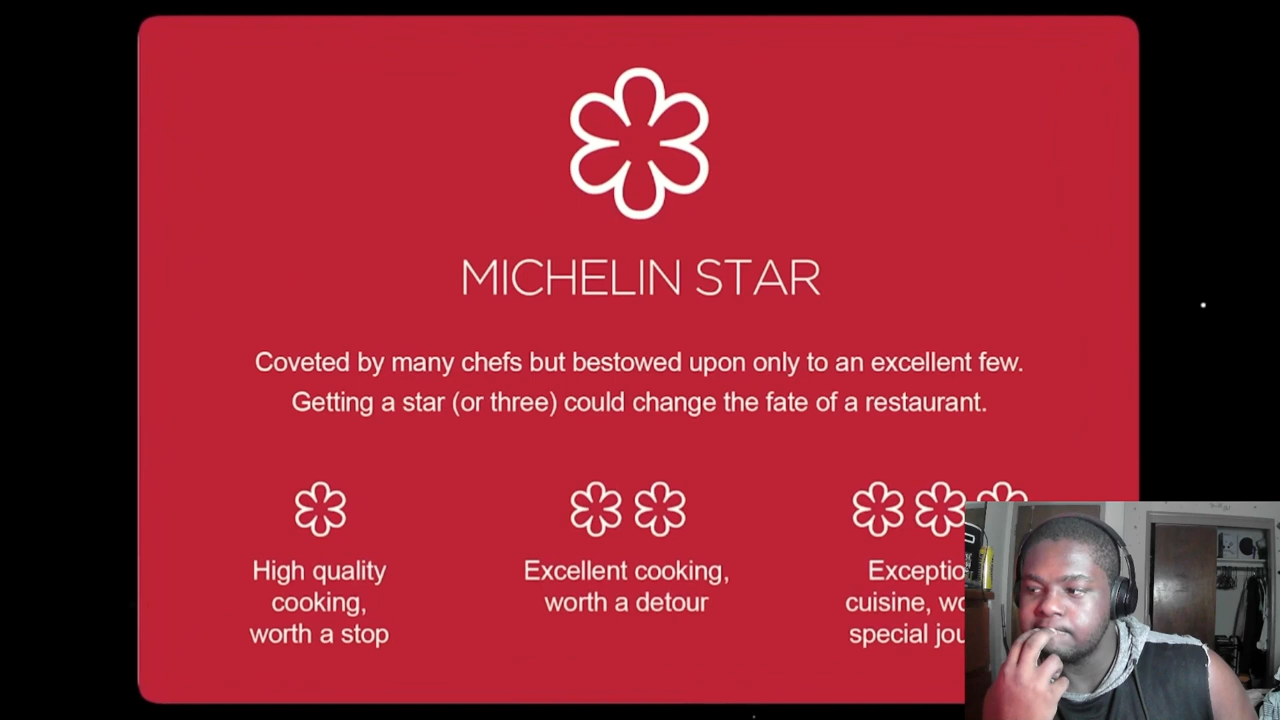 MICHELIN STAR
Coveted by many chefs but bestowed upon only to an excellent few.
Getting a star (or three) could change the fate of a restaurant.
High quality
cooking,
worth a stop
Excellent cooking,
worth a detour
cuisine,
special